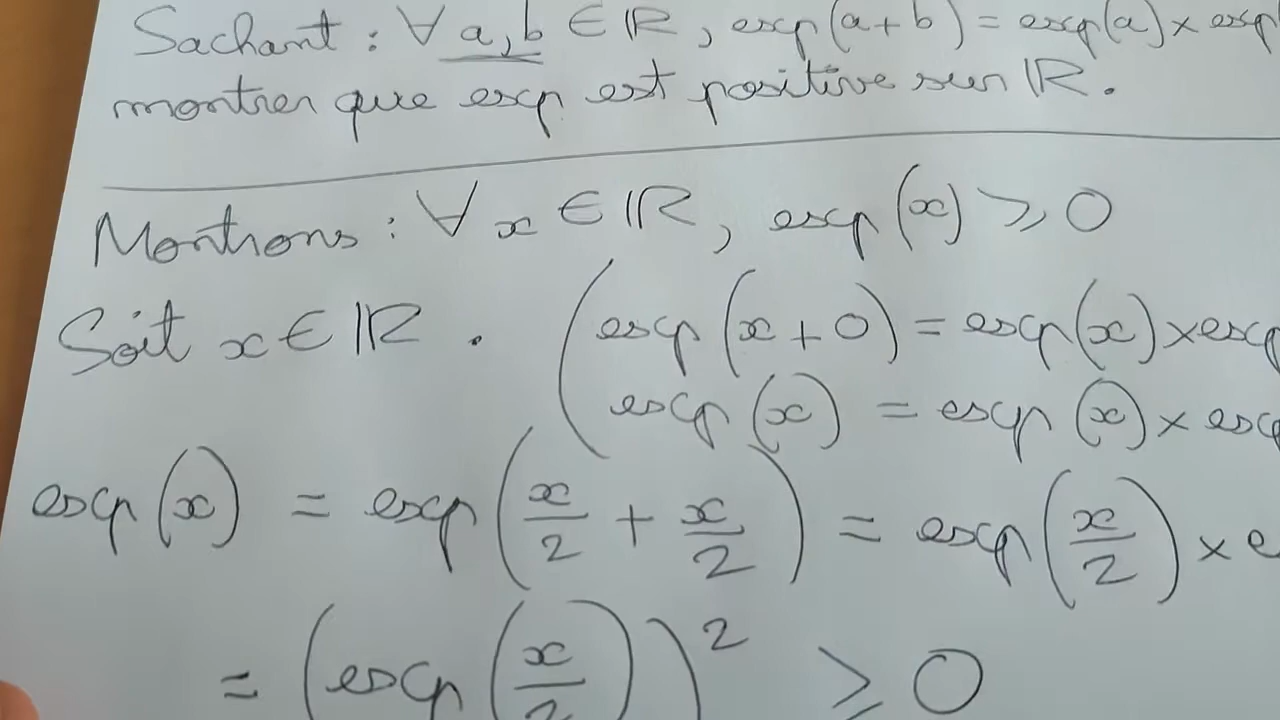 Sachant : ∀ a, b ∈ ℝ, exp(a+b) = exp(a) × exp
montrer que exp est positive sur ℝ.
Montrons : ∀ x ∈ ℝ, exp(x) ⩾ 0
Soit x ∈ ℝ. (exp(x+0) = exp(x) × exp
exp(x) = exp(x) × exp
exp(x) = exp(x/2 + x/2) = exp(x/2) × e
= (exp(x/2))² ⩾ 0